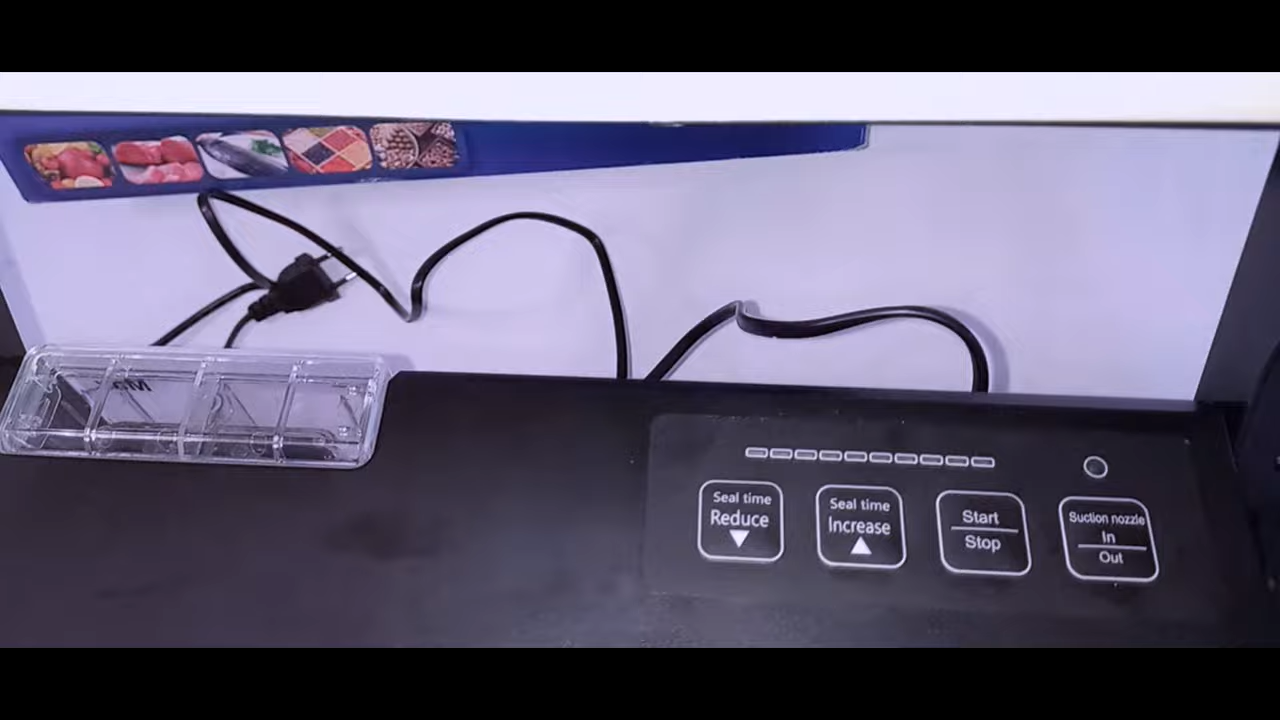 Seal time
Reduce
Seal time
Increase
Start
Stop
Suction nozzle
In
Out